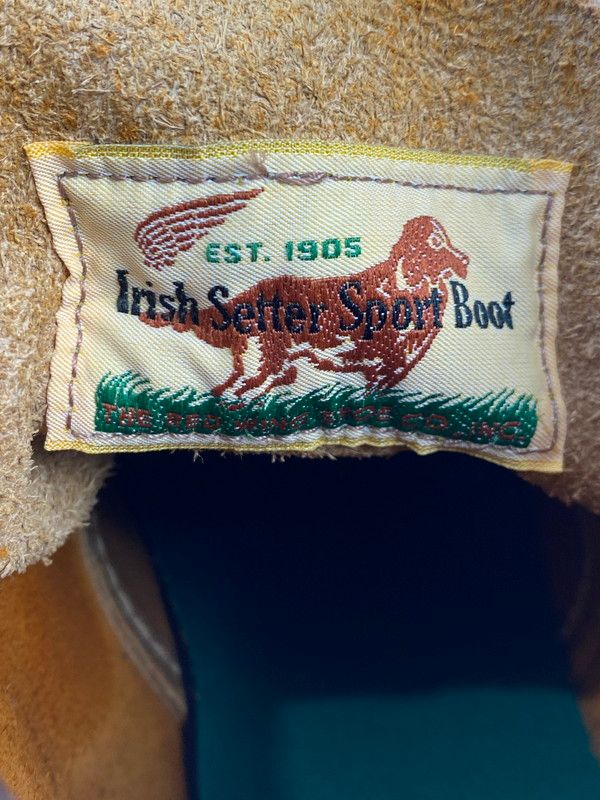 EST. 1905
Irish Setter Sport Boot
THE RED WING SHOE CO. INC.